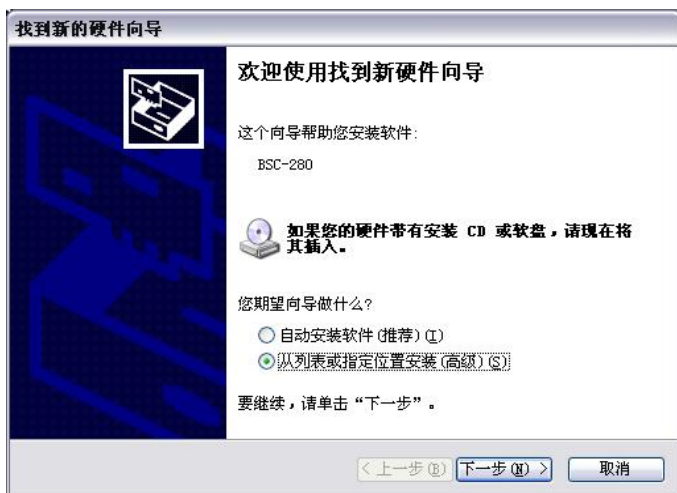 找到新的硬件向导
欢迎使用找到新硬件向导
这个向导帮助您安装软件:
BSC-280
如果您的硬件带有安装 CD 或软盘，请现在将
其插入。
您期望向导做什么?
自动安装软件(推荐)(I)
从列表或指定位置安装(高级)(S)
要继续，请单击“下一步”。
< 上一步(B) 下一步(N) > 取消